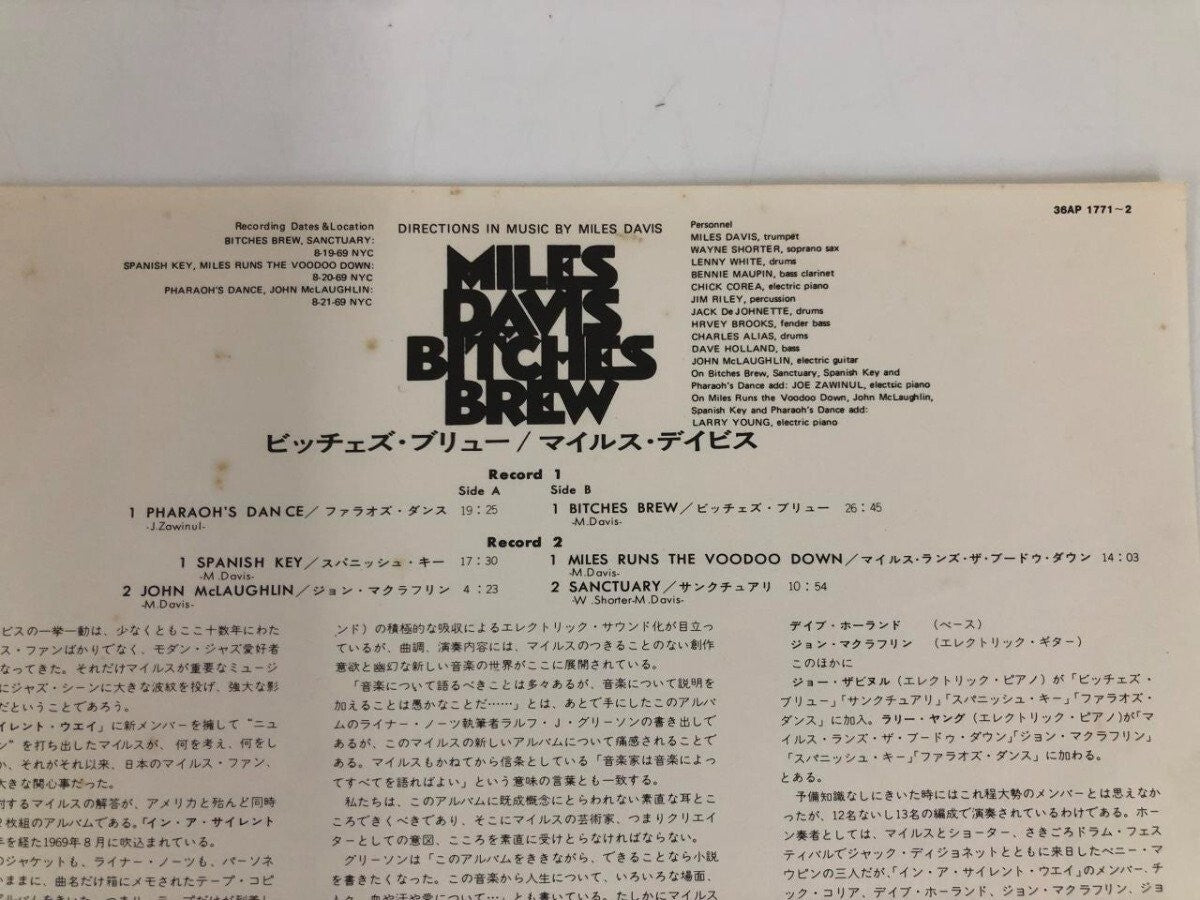 36AP 1771~2
Recording Dates & Location
BITCHES BREW, SANCTUARY:
8-19-69 NYC
SPANISH KEY, MILES RUNS THE VOODOO DOWN:
8-20-69 NYC
PHARAOH'S DANCE, JOHN McLAUGHLIN:
8-21-69 NYC
DIRECTIONS IN MUSIC BY MILES DAVIS
MILES
DAVIS
BITCHES
BREW
Personnel
MILES DAVIS, trumpet
WAYNE SHORTER, soprano sax
LENNY WHITE, drums
BENNIE MAUPIN, bass clarinet
CHICK COREA, electric piano
JIM RILEY, percussion
JACK De JOHNETTE, drums
HRVEY BROOKS, fender bass
CHARLES ALIAS, drums
DAVE HOLLAND, bass
JOHN McLAUGHLIN, electric guitar
On Bitches Brew, Sanctuary, Spanish Key and
Pharaoh's Dance add: JOE ZAWINUL, electsic piano
On Miles Runs the Voodoo Down, John McLaughlin,
Spanish Key and Pharaoh's Dance add:
LARRY YOUNG, electric piano
ビッチェズ・ブリュー/マイルス・デイビス
Record 1
Side A Side B
1 PHARAOH'S DANCE/ファラオズ・ダンス 19:25
-J.Zawinul-
1 BITCHES BREW/ビッチェズ・ブリュー 26:45
-M.Davis-
Record 2
1 SPANISH KEY/スパニッシュ・キー 17:30
-M.Davis-
2 JOHN McLAUGHLIN/ジョン・マクラフリン 4:23
-M.Davis-
1 MILES RUNS THE VOODOO DOWN/マイルス・ランズ・ザ・ブードゥ・ダウン 14:03
-M.Davis-
2 SANCTUARY/サンクチュアリ 10:54
-W.Shorter-M.Davis-
ビスの一挙一動は、少なくともここ十数年にわた
ス・ファンばかりでなく、モダン・ジャズ愛好者
なってきた。それだけマイルスが重要なミュージ
にジャズ・シーンに大きな波紋を投げ、強大な影
だということであろう。
イレント・ウエイ」に新メンバーを擁して“ニュ
ン”を打ち出したマイルスが、何を考え、何をし
か、それがそれ以来、日本のマイルス・ファン、
大きな関心事だった。
対するマイルスの解答が、アメリカと殆んど同時
2枚組のアルバムである。「イン・ア・サイレント
年を経た1969年8月に吹込まれている。
のジャケットも、ライナー・ノーツも、パーソネ
いままに、曲名だけ箱にメモされたテープ・コピ
ンド）の積極的な吸収によるエレクトリック・サウンド化が目立っ
ているが、曲調、演奏内容には、マイルスのつきることのない創作
意欲と幽幻な新しい音楽の世界がここに展開されている。
「音楽について語るべきことは多々あるが、音楽について説明を
加えることは愚かなことだ……」とは、あとで手にしたこのアルバ
ムのライナー・ノーツ執筆者ラルフ・J・グリーソンの書き出しで
あるが、このマイルスの新しいアルバムについて痛感されることで
ある。マイルスもかねてから信条としている「音楽家は音楽によっ
てすべてを語ればよい」という意味の言葉とも一致する。
私たちは、このアルバムに既成概念にとらわれない素直な耳とこ
ころできくべきであり、そこにマイルスの芸術家、つまりクリエイ
ターとしての意図、こころを素直に受けとらなければならない。
グリーソンは「このアルバムをききながら、できることなら小説
を書きたくなった。この音楽から人生について、いろいろな場面、
デイブ・ホーランド （ベース）
ジョン・マクラフリン （エレクトリック・ギター）
このほかに
ジョー・ザビヌル（エレクトリック・ピアノ）が「ビッチェズ・
ブリュー」「サンクチュアリ」「スパニッシュ・キー」「ファラオズ・
ダンス」に加入。ラリー・ヤング（エレクトリック・ピアノ）が「マ
イルス・ランズ・ザ・ブードゥ・ダウン」「ジョン・マクラフリン」
「スパニッシュ・キー」「ファラオズ・ダンス」に加わる。
とある。
予備知識なしにきいた時にはこれ程大勢のメンバーとは思えなか
ったが、12名ないし13名の編成で演奏されているわけである。ホー
ン奏者としては、マイルスとショーター、さきごろドラム・フェス
ティバルでジャック・ディジョネットとともに来日したベニー・マ
ウピンの三人だが、「イン・ア・サイレント・ウエイ」のメンバー、チ
ック・コリア、デイブ・ホーランド、ジョン・マクラフリン、ジョ